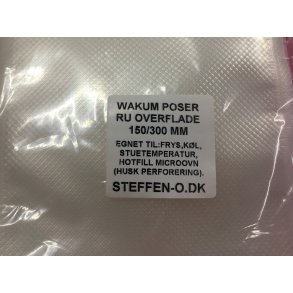 WAKUM POSER
RU OVERFLADE
150/300 MM
EGNET TIL:FRYS,KØL,
STUETEMPERATUR,
HOTFILL MICROOVN
(HUSK PERFORERING).
STEFFEN-O.DK